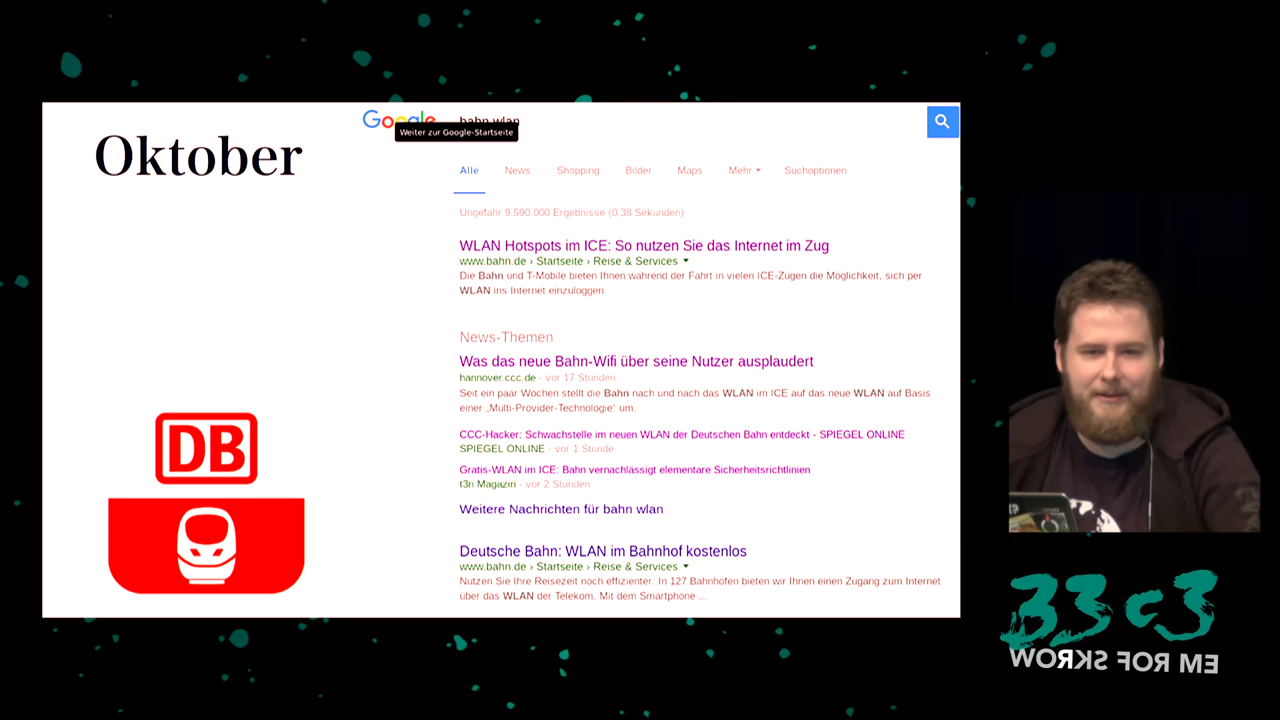 Oktober
Google
bahn wlan
Weiter zur Google-Startseite
Alle News Shopping Bilder Maps Mehr Suchoptionen
Ungefähr 9.590.000 Ergebnisse (0,38 Sekunden)
WLAN Hotspots im ICE: So nutzen Sie das Internet im Zug
www.bahn.de › Startseite › Reise & Services
Die Bahn und T-Mobile bieten Ihnen während der Fahrt in vielen ICE-Zügen die Möglichkeit, sich per
WLAN ins Internet einzuloggen.
News-Themen
Was das neue Bahn-Wifi über seine Nutzer ausplaudert
hannover.ccc.de - vor 17 Stunden
Seit ein paar Wochen stellt die Bahn nach und nach das WLAN im ICE auf das neue WLAN auf Basis
einer „Multi-Provider-Technologie“ um.
CCC-Hacker: Schwachstelle im neuen WLAN der Deutschen Bahn entdeckt - SPIEGEL ONLINE
SPIEGEL ONLINE - vor 1 Stunde
Gratis-WLAN im ICE: Bahn vernachlässigt elementare Sicherheitsrichtlinien
t3n Magazin - vor 2 Stunden
Weitere Nachrichten für bahn wlan
Deutsche Bahn: WLAN im Bahnhof kostenlos
www.bahn.de › Startseite › Reise & Services
Nutzen Sie Ihre Reisezeit noch effizienter: In 127 Bahnhöfen bieten wir Ihnen einen Zugang zum Internet
über das WLAN der Telekom. Mit dem Smartphone ...
DB
33c3
WORKS FOR ME